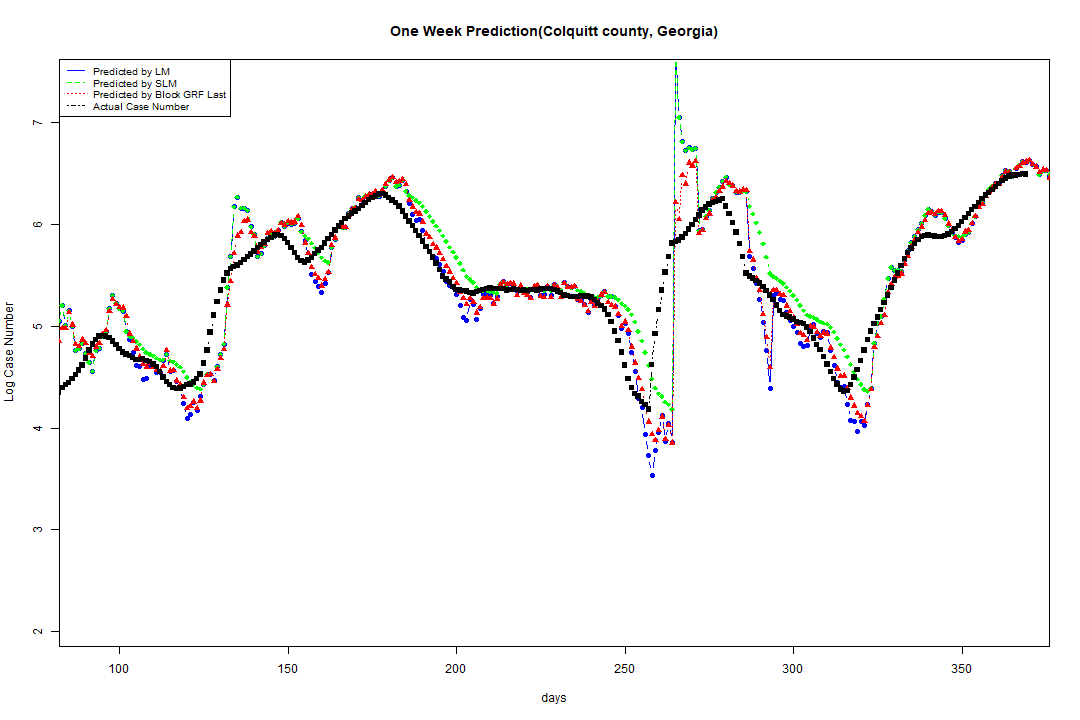 One Week Prediction(Colquitt county, Georgia)
Predicted by LM
Predicted by SLM
Predicted by Block GRF Last
Actual Case Number
7
6
5
4
3
2
Log Case Number
100 150 200 250 300 350
days